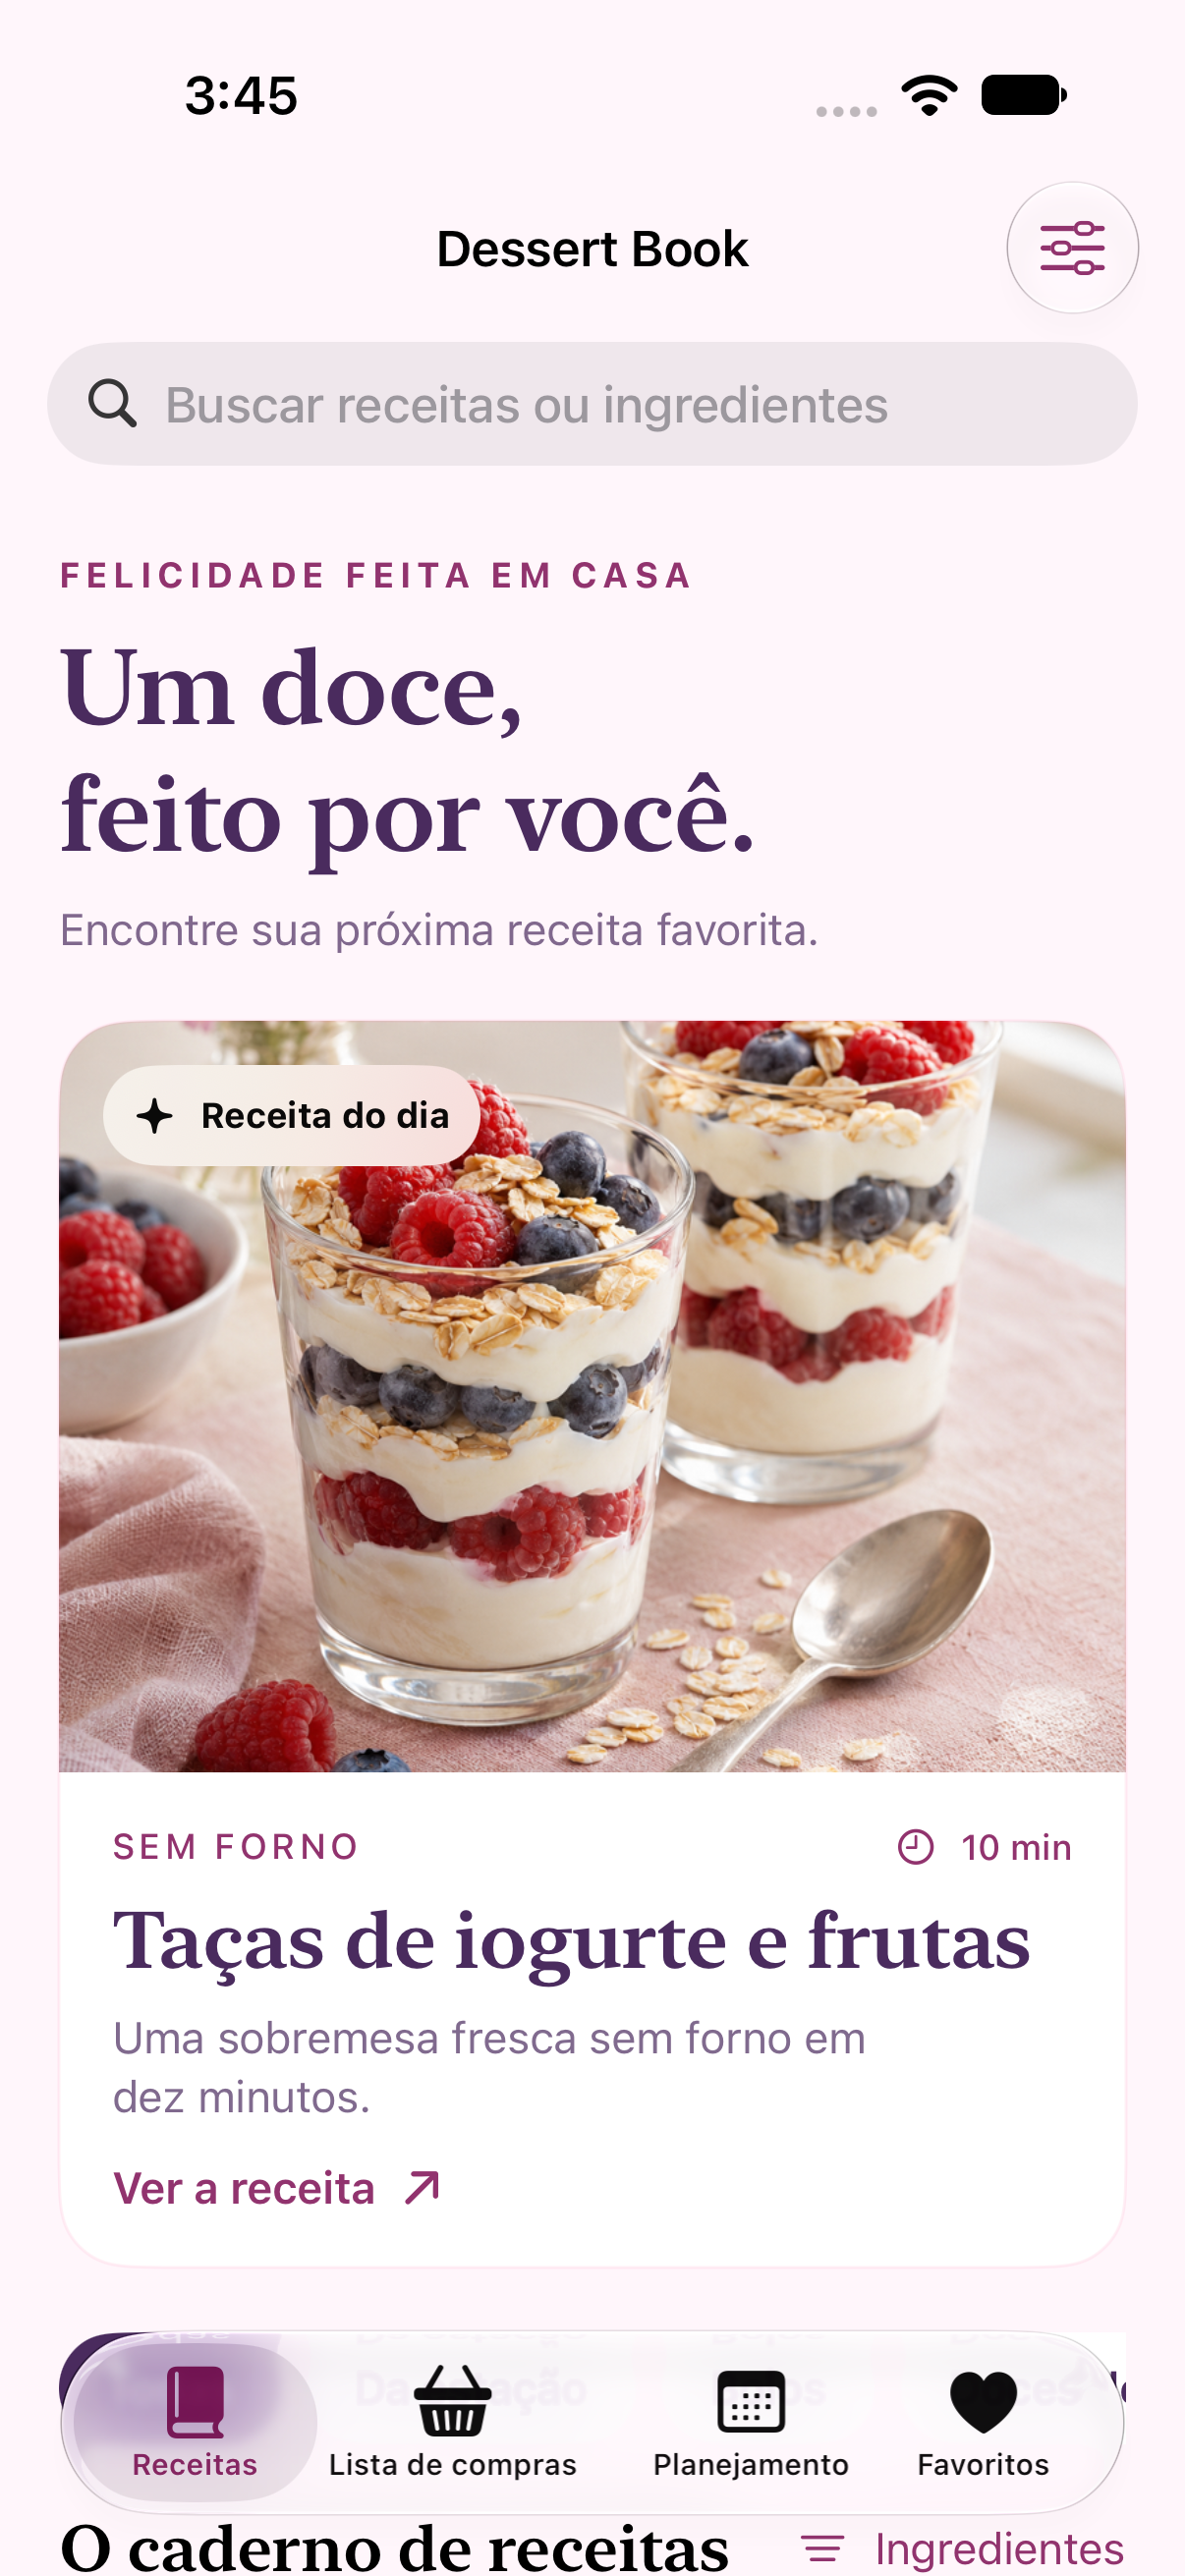 3:45
Dessert Book
Buscar receitas ou ingredientes
FELICIDADE FEITA EM CASA
Um doce,
feito por você.
Encontre sua próxima receita favorita.
Receita do dia
SEM FORNO
10 min
Taças de iogurte e frutas
Uma sobremesa fresca sem forno em
dez minutos.
Ver a receita
Receitas
Lista de compras
Planejamento
Favoritos
O caderno de receitas
Ingredientes